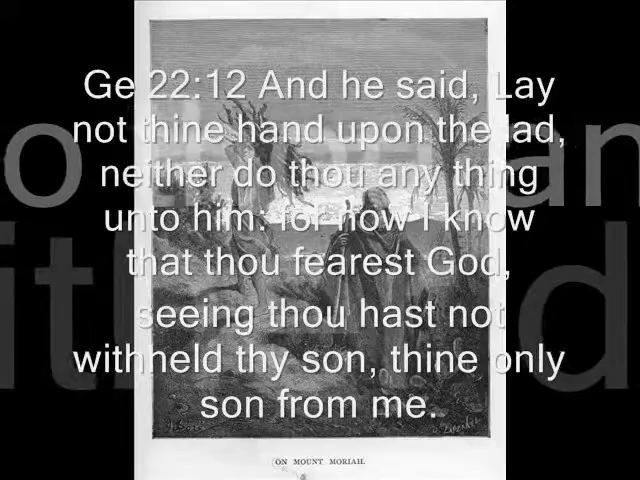 Ge 22:12 And he said, Lay
not thine hand upon the lad,
neither do thou any thing
unto him: for now I know
that thou fearest God,
seeing thou hast not
withheld thy son, thine only
son from me.
ON MOUNT MORIAH.